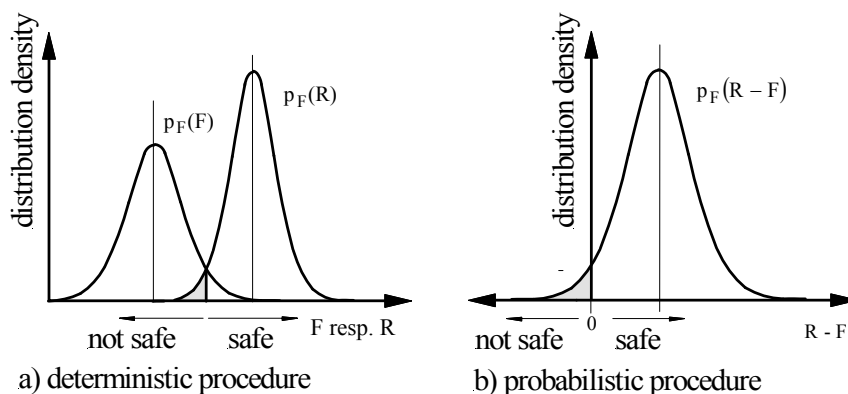 distribution density
p_F(F)
p_F(R)
not safe
safe
F resp. R
a) deterministic procedure
distribution density
p_F(R – F)
0
not safe
safe
R - F
b) probabilistic procedure